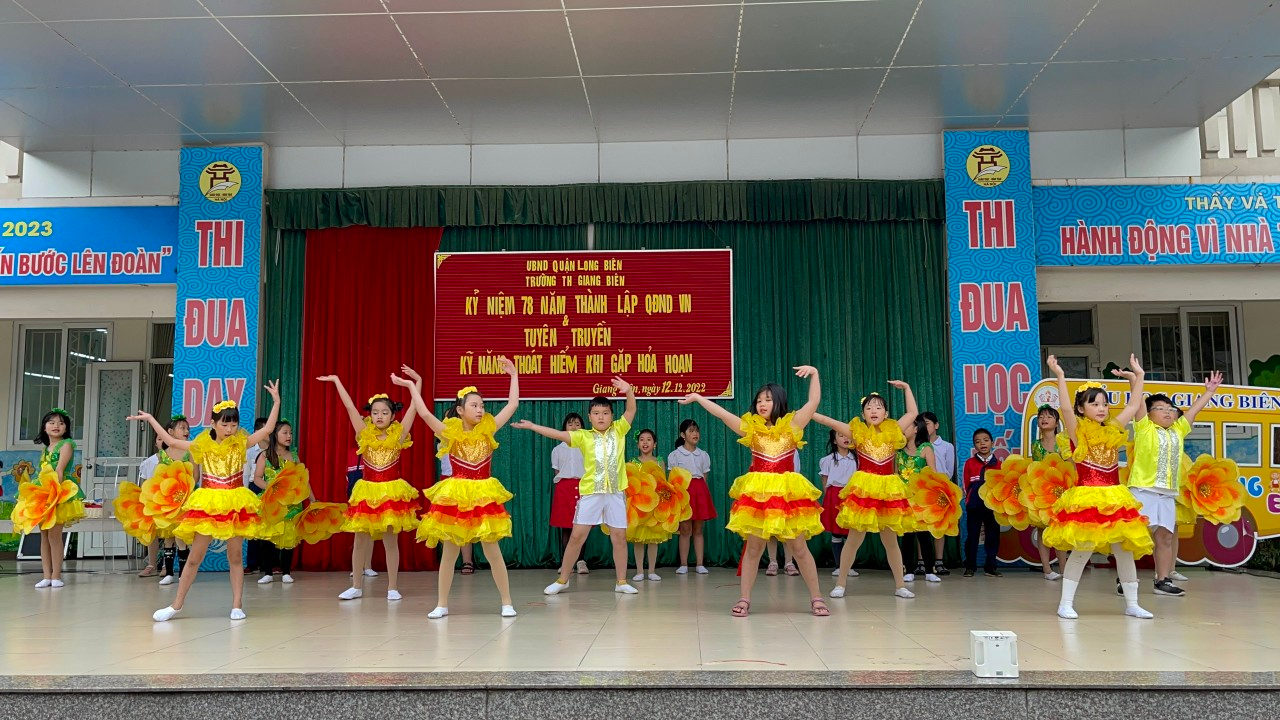 2023
ẾN BƯỚC LÊN ĐOÀN”
THI
ĐUA
DẠY
UBND QUẬN LONG BIÊN
TRƯỜNG TH GIANG BIÊN
KỶ NIỆM 78 NĂM THÀNH LẬP QĐND VN
&
TUYÊN TRUYỀN
KỸ NĂNG THOÁT HIỂM KHI GẶP HỎA HOẠN
Giang Biên, ngày 12.12.2022
THI
ĐUA
HỌC
THẦY VÀ T
HÀNH ĐỘNG VÌ NHÀ
GIANG BIÊN